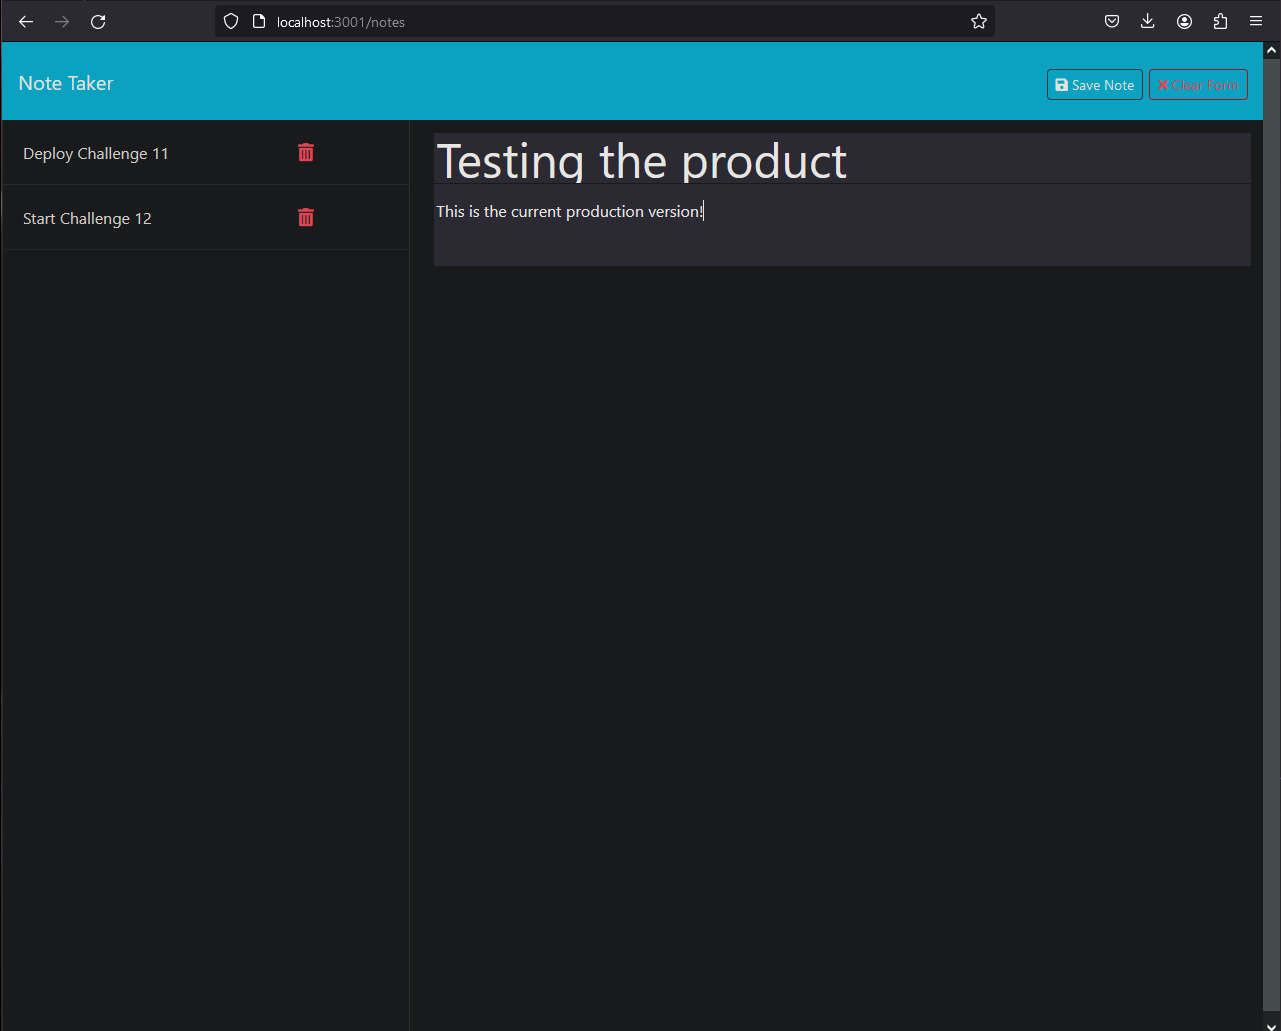 localhost:3001/notes
Note Taker
Save Note
Clear Form
Deploy Challenge 11
Start Challenge 12
Testing the product
This is the current production version!